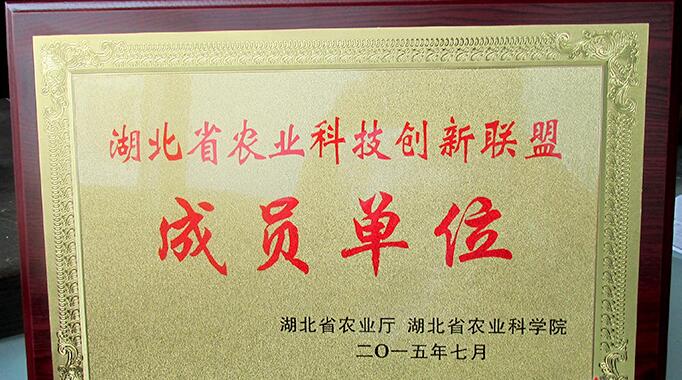 湖北省农业科技创新联盟
成员单位
湖北省农业厅 湖北省农业科学院
二〇一五年七月